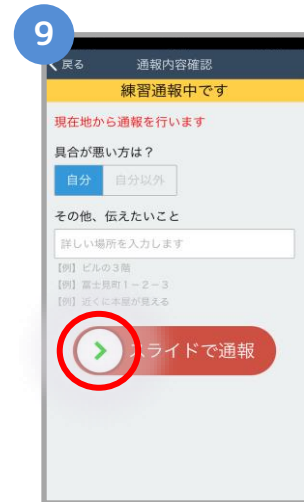 9
戻る 通報内容確認
練習通報中です
現在地から通報を行います
具合が悪い方は？
自分 自分以外
その他、伝えたいこと
詳しい場所を入力します
【例】ビルの3階
【例】富士見町1－2－3
【例】近くに本屋が見える
スライドで通報